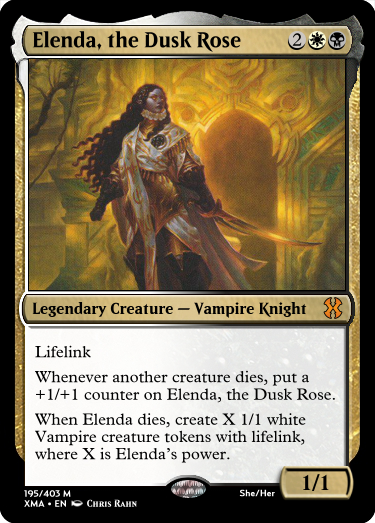 Elenda, the Dusk Rose 2
Legendary Creature — Vampire Knight
Lifelink
Whenever another creature dies, put a
+1/+1 counter on Elenda, the Dusk Rose.
When Elenda dies, create X 1/1 white
Vampire creature tokens with lifelink,
where X is Elenda's power.
1/1
195/403 M She/Her
XMA • EN Chris Rahn